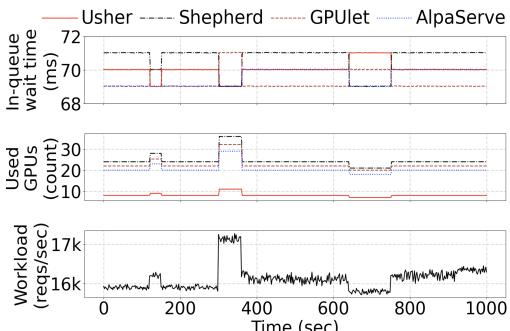 Usher Shepherd GPUlet AlpaServe
In-queue
wait time
(ms)
72
70
68
Used
GPUs
(count)
30
20
10
Workload
(reqs/sec)
17k
16k
0 200 400 600 800 1000
Time (sec)